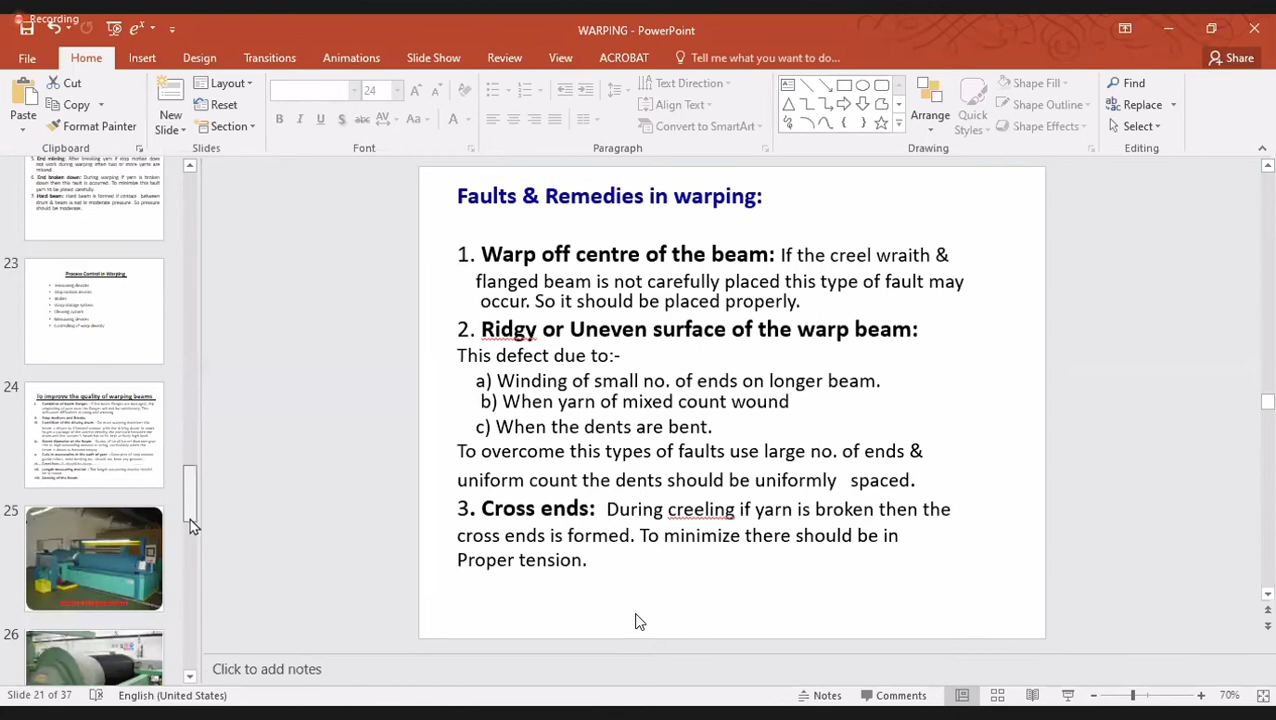 Recording
WARPING - PowerPoint
File
Home
Insert
Design
Transitions
Animations
Slide Show
Review
View
ACROBAT
Tell me what you want to do...
Share
Paste
Cut
Copy
Format Painter
Clipboard
New
Slide
Layout
Reset
Section
Slides
24
Font
Text Direction
Align Text
Convert to SmartArt
Paragraph
Arrange
Quick
Styles
Shape Fill
Shape Outline
Shape Effects
Drawing
Find
Replace
Select
Editing
23
Process Control in Warping
24
To improve the quality of warping beams
25
26
Faults & Remedies in warping:
1. Warp off centre of the beam: If the creel wraith &
flanged beam is not carefully placed this type of fault may
occur. So it should be placed properly.
2. Ridgy or Uneven surface of the warp beam:
This defect due to:-
a) Winding of small no. of ends on longer beam.
b) When yarn of mixed count wound
c) When the dents are bent.
To overcome this types of faults use large no. of ends &
uniform count the dents should be uniformly spaced.
3. Cross ends: During creeling if yarn is broken then the
cross ends is formed. To minimize there should be in
Proper tension.
Click to add notes
Slide 21 of 37
English (United States)
Notes
Comments
70%